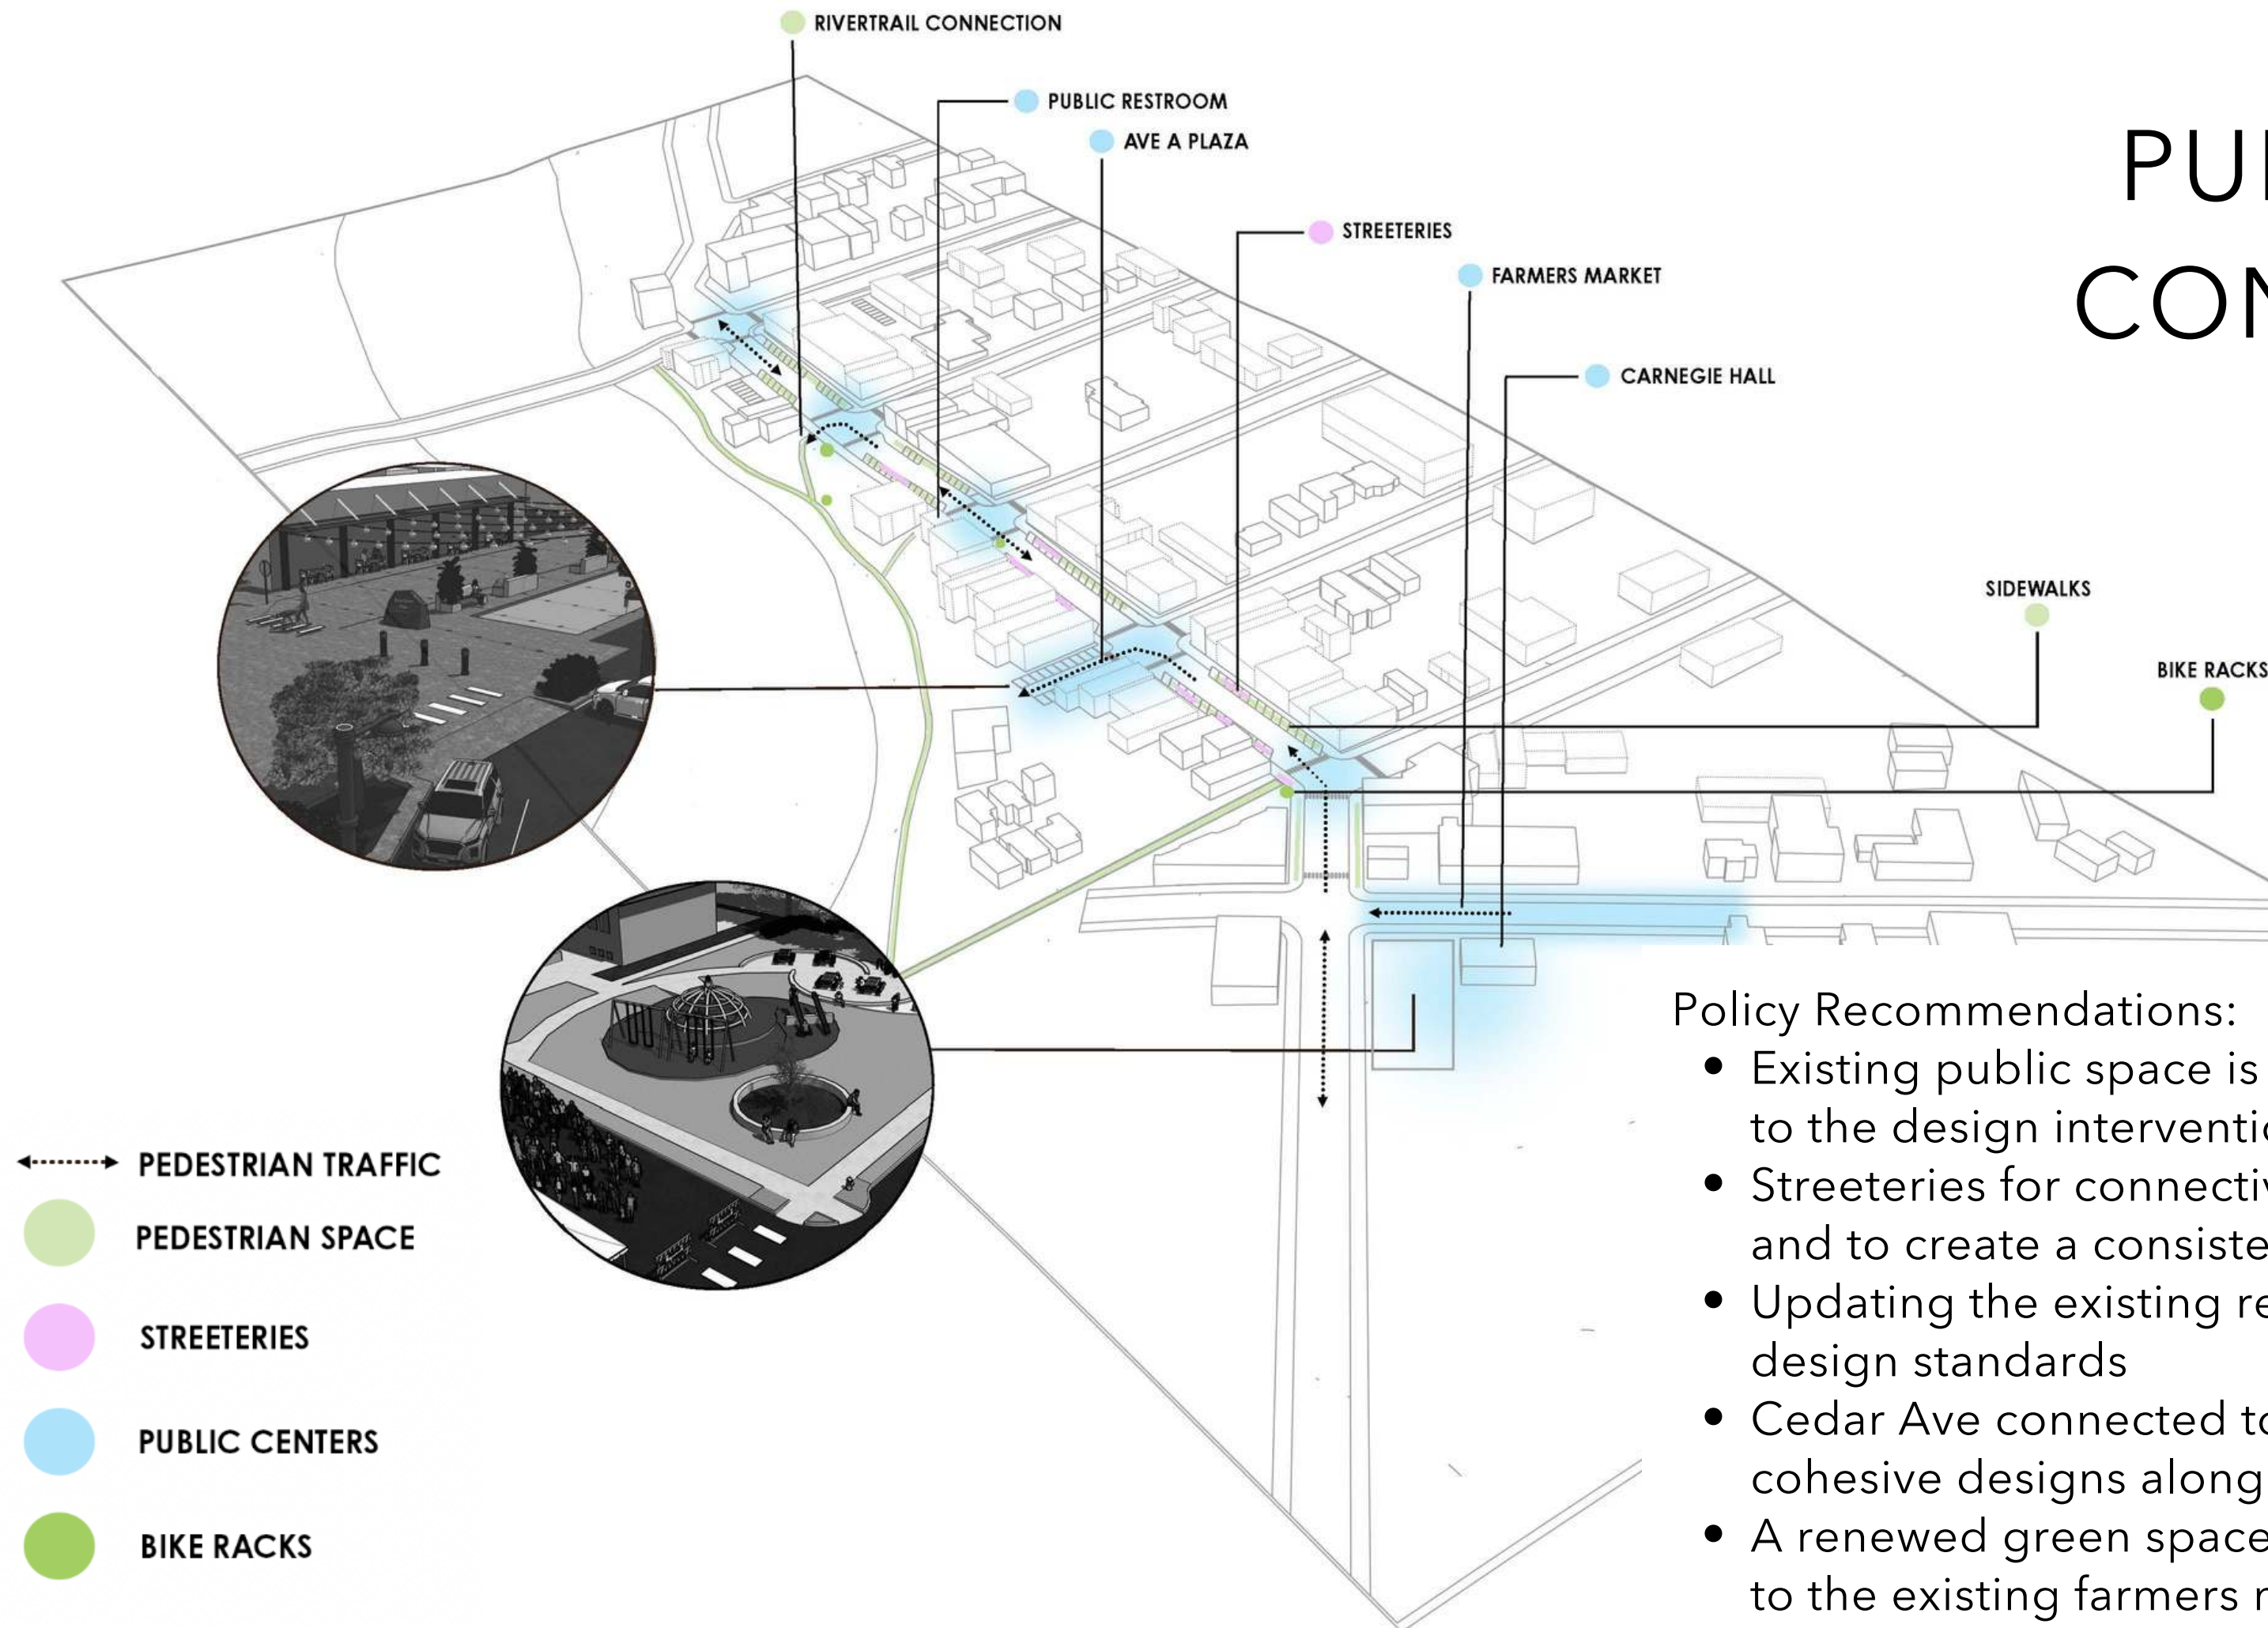 RIVERTRAIL CONNECTION
PUBLIC RESTROOM
AVE A PLAZA
STREETERIES
FARMERS MARKET
CARNEGIE HALL
SIDEWALKS
BIKE RACKS
PEDESTRIAN TRAFFIC
PEDESTRIAN SPACE
STREETERIES
PUBLIC CENTERS
BIKE RACKS
CON
Policy Recommendations:
• Existing public space is
to the design interventi
• Streeteries for connecti
and to create a consiste
• Updating the existing re
design standards
• Cedar Ave connected to
cohesive designs along
• A renewed green space
to the existing farmers